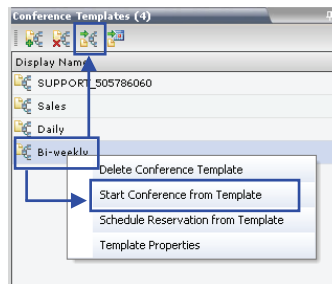 Conference Templates (4)
Display Name
SUPPORT_505786060
Sales
Daily
Bi-weekly
Delete Conference Template
Start Conference from Template
Schedule Reservation from Template
Template Properties